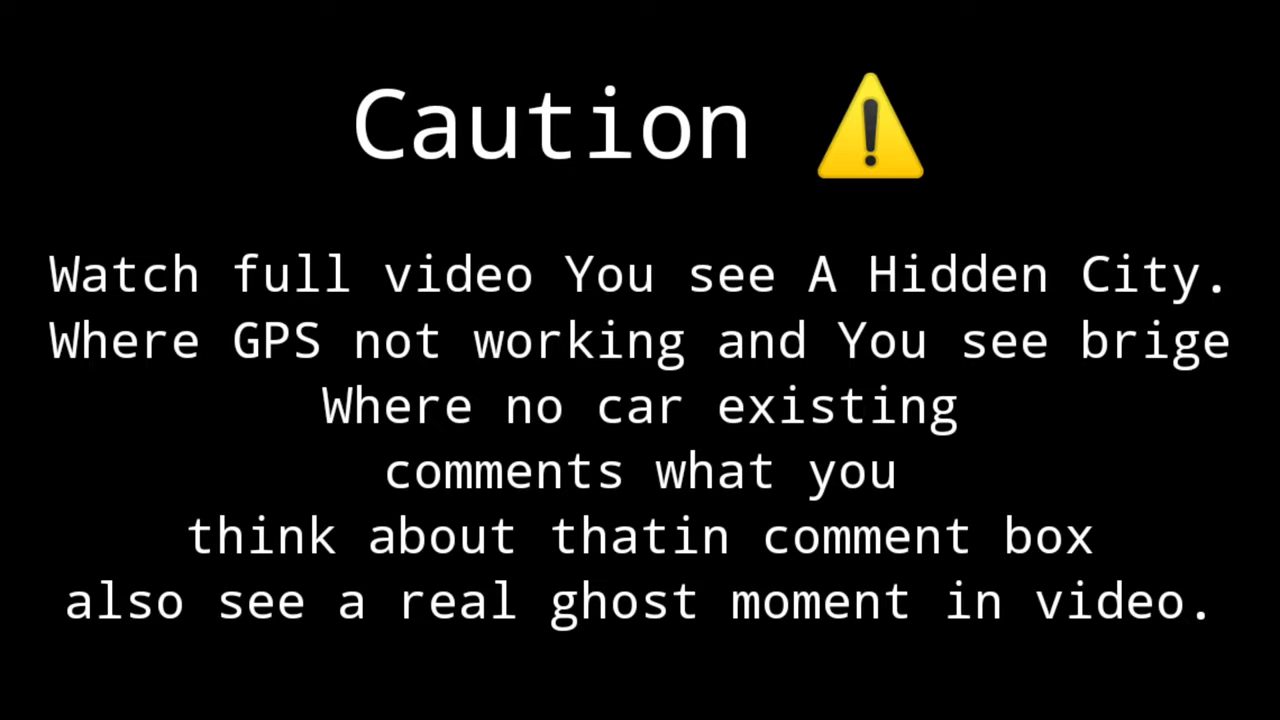 Caution ⚠️
Watch full video You see A Hidden City.
Where GPS not working and You see brige
Where no car existing
comments what you
think about thatin comment box
also see a real ghost moment in video.